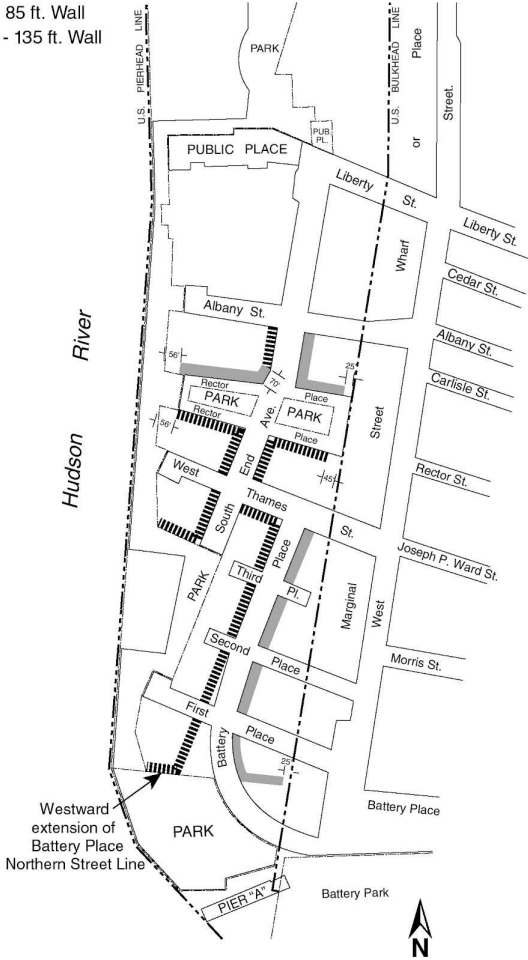 85 ft. Wall
- 135 ft. Wall
U.S. PIERHEAD LINE
PARK
U.S. BULKHEAD LINE
Place
or
Street.
PUB.
PL.
PUBLIC PLACE
Liberty St.
Liberty St.
Wharf
Cedar St.
Albany St.
Albany St.
Hudson River
56'
70'
25'
Carlisle St.
Rector Place
PARK
PARK
Rector Place
56'
Street
South End Ave.
45'
Rector St.
West Thames St.
Joseph P. Ward St.
Place
Third Pl.
PARK
Marginal
West
Second Place
Morris St.
First Place
Battery
25'
Battery Place
Westward
extension of
Battery Place
Northern Street Line
PARK
PIER "A"
Battery Park
N